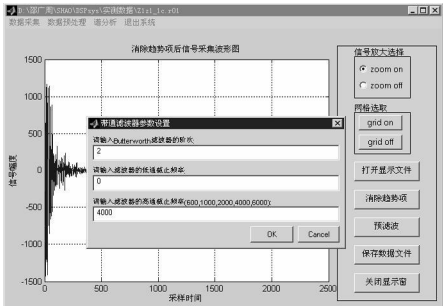 D:\邵广周\SHAO\DSPsys\实测数据\Z1z1_1c.r01
数据采集 数据预处理 谱分析 退出系统
消除趋势项后信号采集波形图
1500
1000
500
0
-500
-1000
-1500
信号幅度
0 500 1000 1500 2000 2500
采样时间
带通滤波器参数设置
请输入Butterworth滤波器的阶次:
2
请输入滤波器的低通截止频率:
0
请输入滤波器的高通截止频率(600,1000,2000,4000,6000):
4000
OK Cancel
信号放大选择
zoom on
zoom off
网格选取
grid on
grid off
打开显示文件
消除趋势项
预滤波
保存数据文件
关闭显示窗